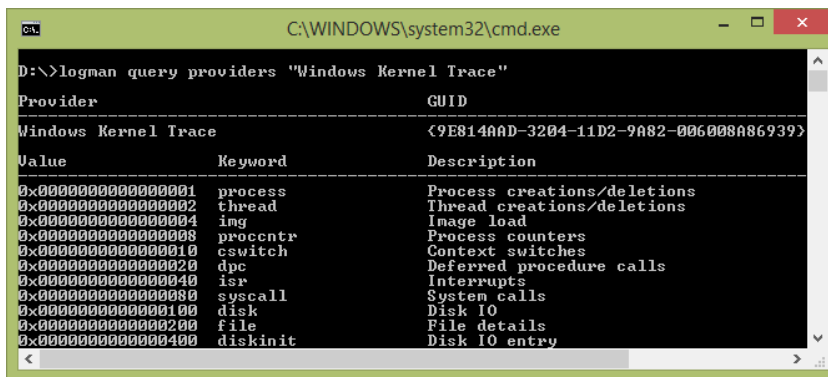 C:\WINDOWS\system32\cmd.exe
D:\>logman query providers "Windows Kernel Trace"
Provider GUID
Windows Kernel Trace {9E814AAD-3204-11D2-9A82-006008A86939}
Value Keyword Description
0x0000000000000001 process Process creations/deletions
0x0000000000000002 thread Thread creations/deletions
0x0000000000000004 img Image load
0x0000000000000008 proccntr Process counters
0x0000000000000010 cswitch Context switches
0x0000000000000020 dpc Deferred procedure calls
0x0000000000000040 isr Interrupts
0x0000000000000080 syscall System calls
0x0000000000000100 disk Disk IO
0x0000000000000200 file File details
0x0000000000000400 diskinit Disk IO entry